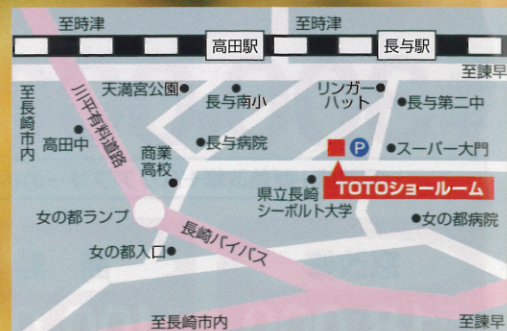 至時津
至時津
高田駅
長与駅
至諫早
天満宮公園
長与南小
リンガー
ハット
長与第二中
至長崎市内
川平有料道路
高田中
長与病院
P
スーパー大門
商業
高校
TOTOショールーム
県立長崎
シーボルト大学
女の都ランプ
長崎バイパス
女の都病院
女の都入口
至長崎市内
至諫早